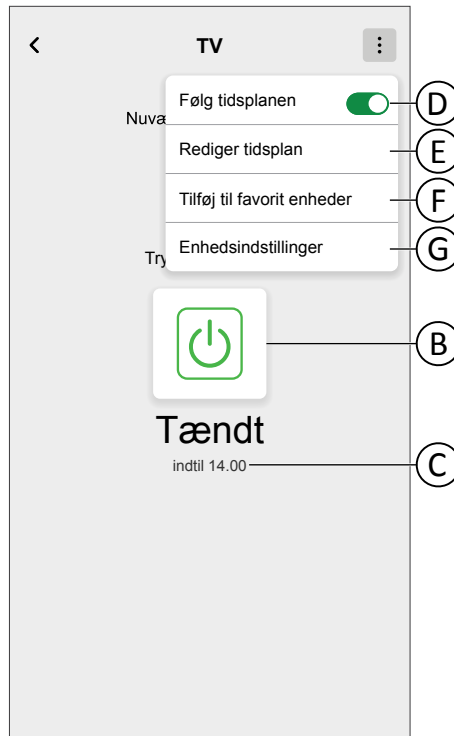 TV
Følg tidsplanen
D
Nuvæ
Rediger tidsplan
E
Tilføj til favorit enheder
F
Enhedsindstillinger
G
Try
B
Tændt
indtil 14.00
C